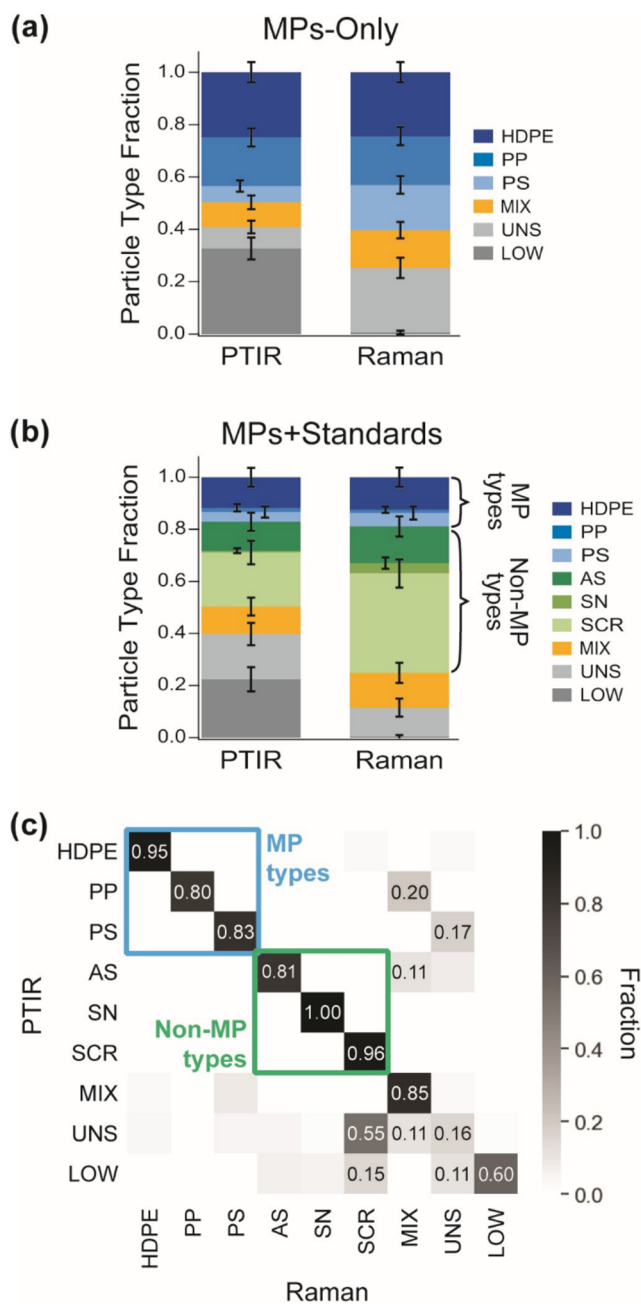 (a)
MPs-Only
Particle Type Fraction
1.0
0.8
0.6
0.4
0.2
0.0
PTIR
Raman
HDPE
PP
PS
MIX
UNS
LOW
(b)
MPs+Standards
Particle Type Fraction
1.0
0.8
0.6
0.4
0.2
0.0
PTIR
Raman
MP
types
Non-MP
types
HDPE
PP
PS
AS
SN
SCR
MIX
UNS
LOW
(c)
PTIR
HDPE
PP
PS
AS
SN
SCR
MIX
UNS
LOW
MP
types
Non-MP
types
0.95
0.80 0.20
0.83 0.17
0.81 0.11
1.00
0.96
0.85
0.55 0.11 0.16
0.15 0.11 0.60
HDPE
PP
PS
AS
SN
SCR
MIX
UNS
LOW
Raman
1.0
0.8
0.6
0.4
0.2
0.0
Fraction